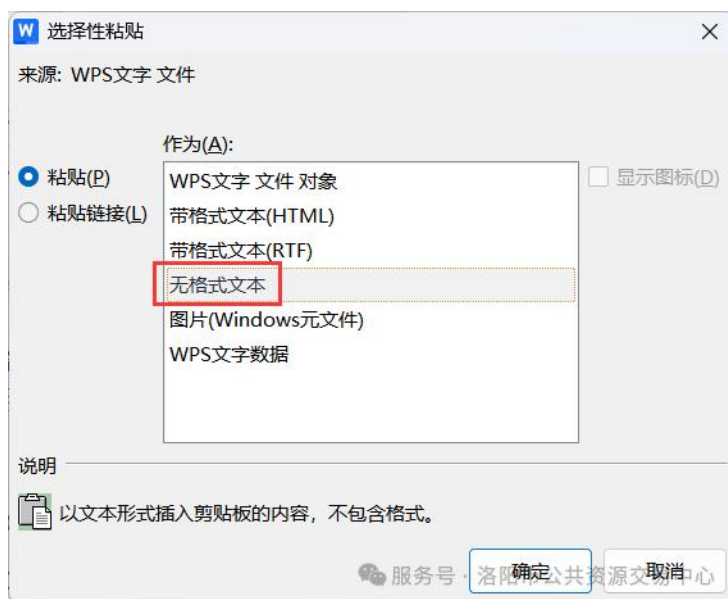 选择性粘贴
来源: WPS文字 文件
作为(A):
粘贴(P)
粘贴链接(L)
WPS文字 文件 对象
带格式文本(HTML)
带格式文本(RTF)
无格式文本
图片(Windows元文件)
WPS文字数据
显示图标(D)
说明
以文本形式插入剪贴板的内容，不包含格式。
确定
取消
服务号 · 洛阳市公共资源交易中心